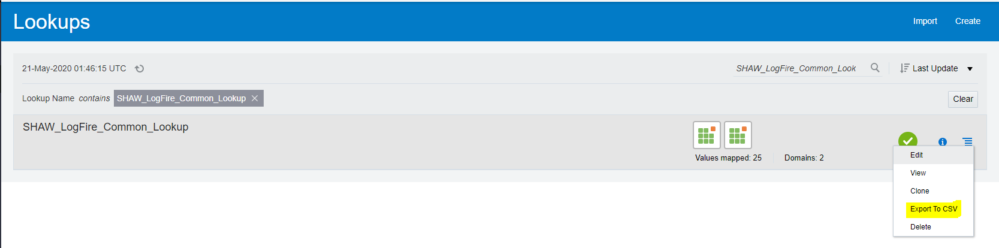 Lookups
Import Create
21-May-2020 01:46:15 UTC
SHAW_LogFire_Common_Look
Last Update
Lookup Name contains SHAW_LogFire_Common_Lookup
Clear
SHAW_LogFire_Common_Lookup
Values mapped: 25
Domains: 2
Edit
View
Clone
Export To CSV
Delete